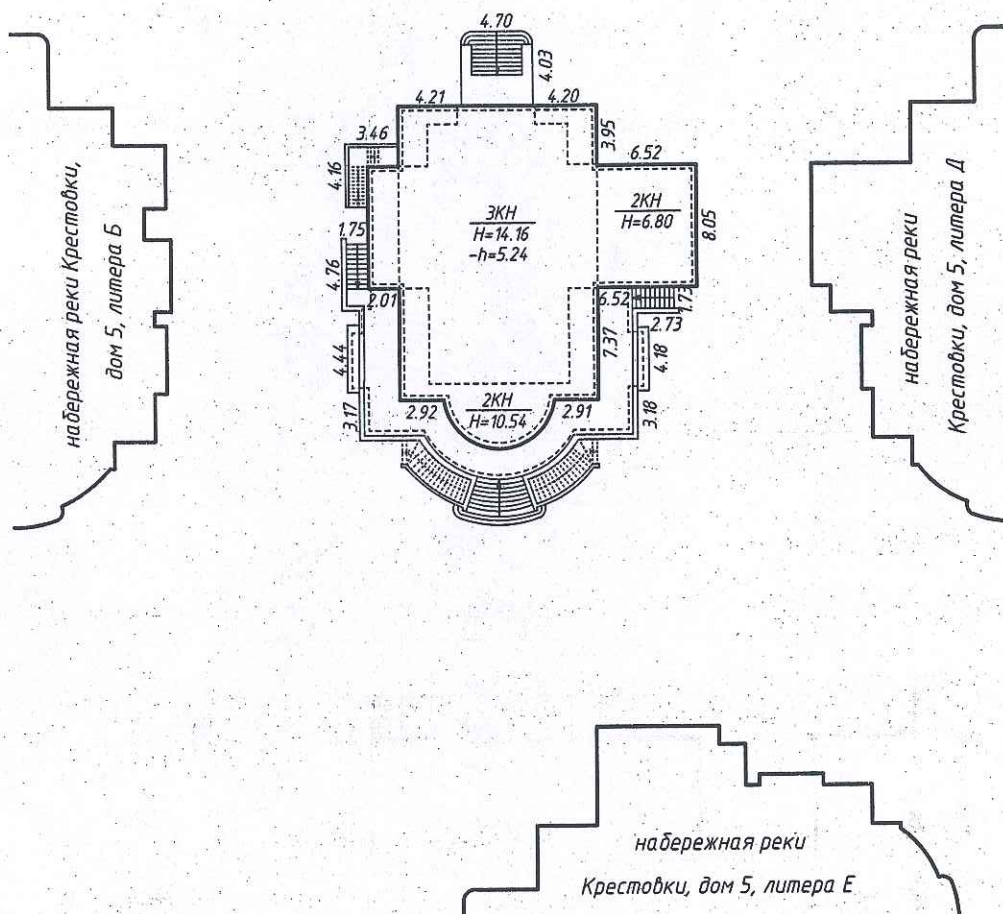 4.70
4.03
4.21
4.20
3.95
3.46
4.16
6.52
3КН
Н=14.16
-h=5.24
2КН
Н=6.80
8.05
1.75
4.76
2.01
6.52
2.73
7.37
4.18
4.44
3.17
2.92
2КН
Н=10.54
2.91
3.18
набережная реки Крестовки,
дом 5, литера Б
набережная реки
Крестовки, дом 5, литера Д
набережная реки
Крестовки, дом 5, литера Е